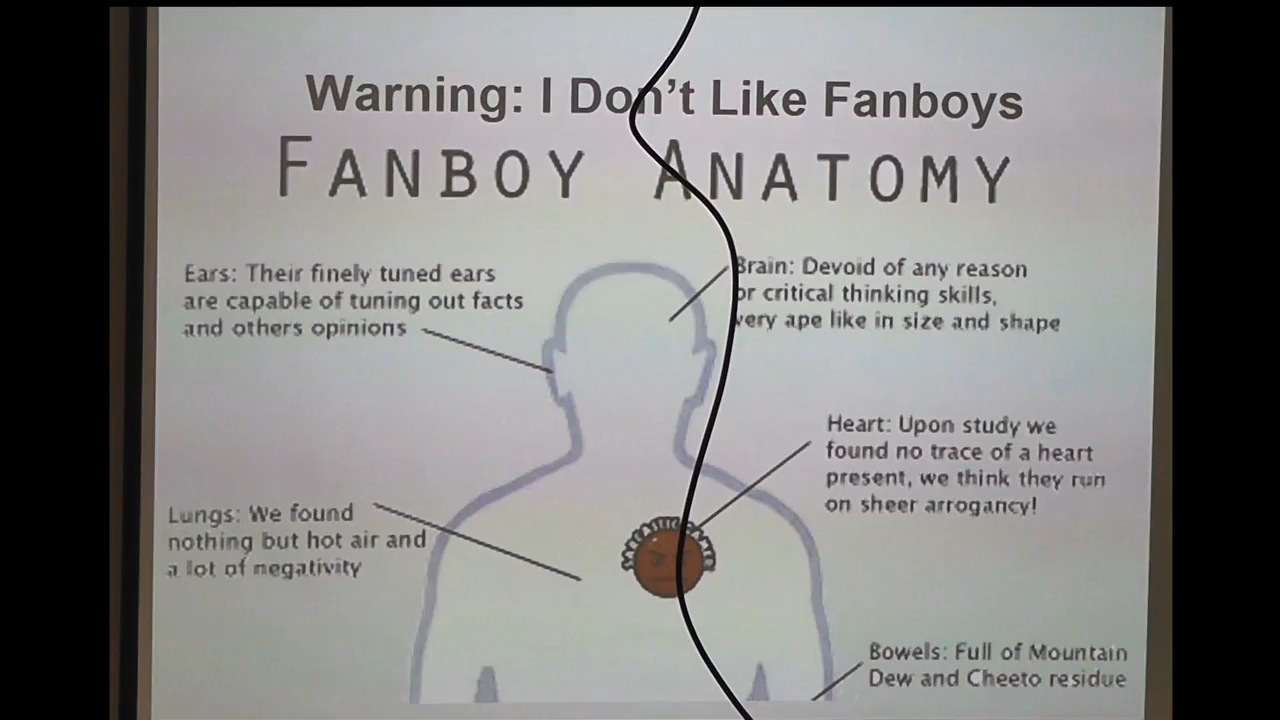 Warning: I Don't Like Fanboys
FANBOY ANATOMY
Ears: Their finely tuned ears
are capable of tuning out facts
and others opinions
Brain: Devoid of any reason
or critical thinking skills,
very ape like in size and shape
Heart: Upon study we
found no trace of a heart
present, we think they run
on sheer arrogancy!
Lungs: We found
nothing but hot air and
a lot of negativity
Bowels: Full of Mountain
Dew and Cheeto residue